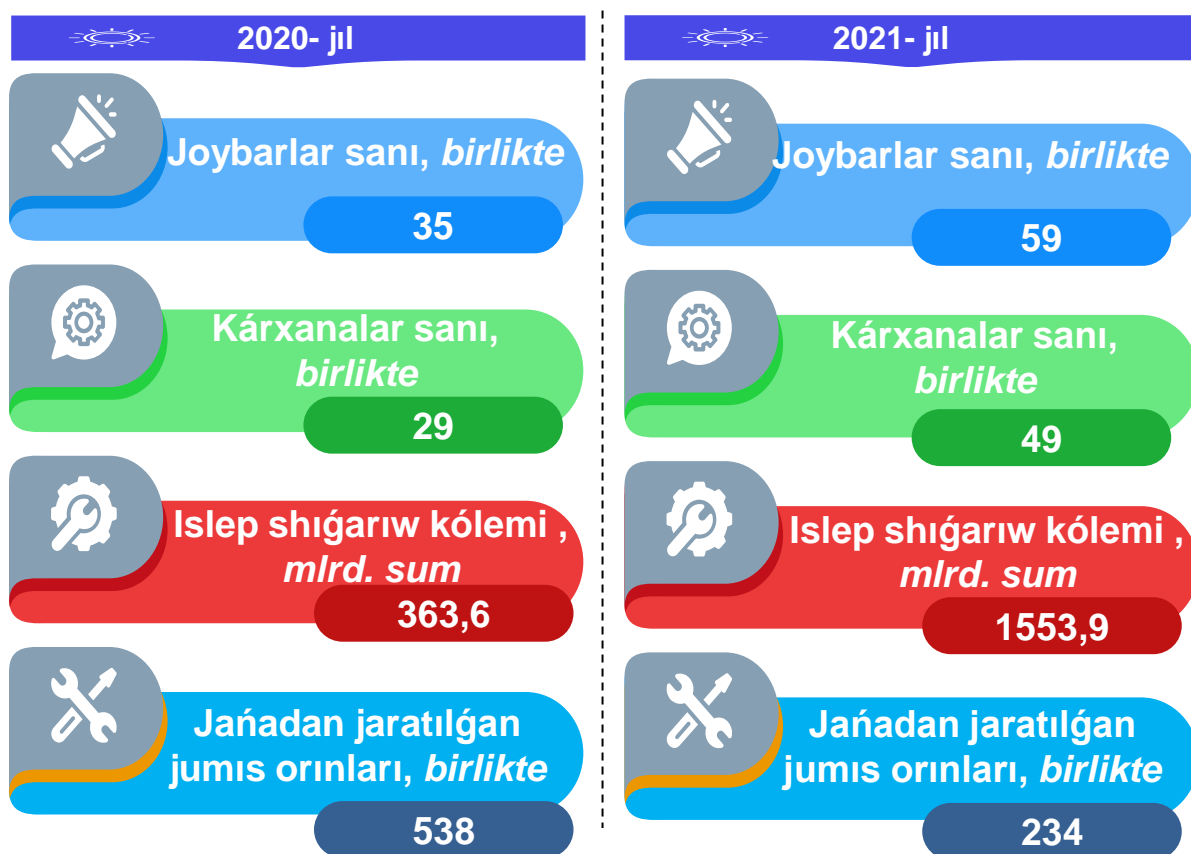 2020- jıl
Joybarlar sanı, birlikte
35
Kárxanalar sanı,
birlikte
29
Islep shıǵarıw kólemi ,
mlrd. sum
363,6
Jańadan jaratılǵan
jumıs orınları, birlikte
538
2021- jıl
Joybarlar sanı, birlikte
59
Kárxanalar sanı,
birlikte
49
Islep shıǵarıw kólemi ,
mlrd. sum
1553,9
Jańadan jaratılǵan
jumıs orınları, birlikte
234